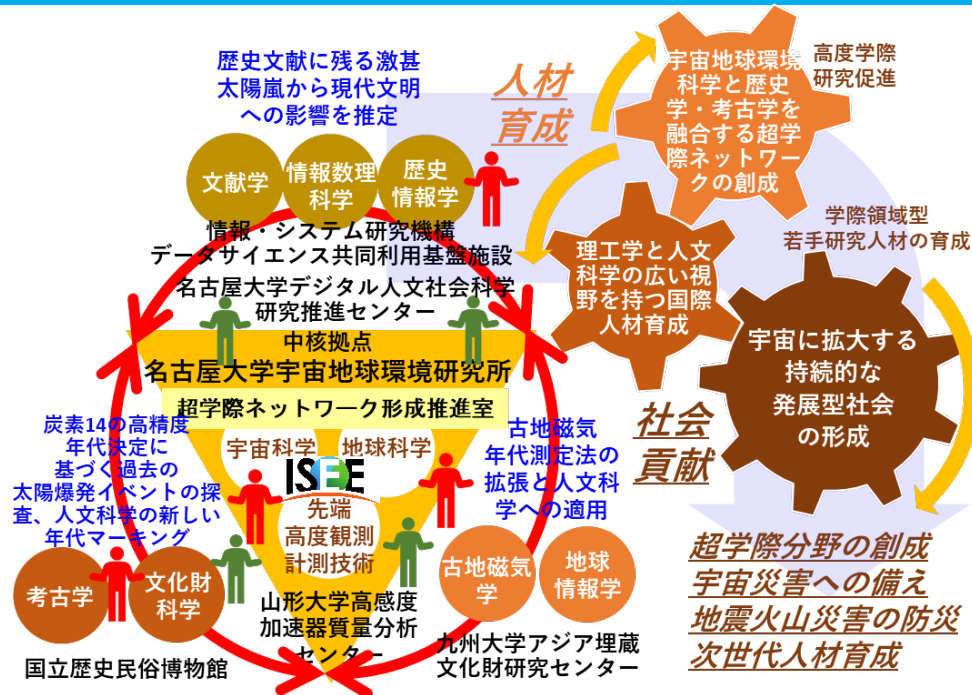 歴史文献に残る激甚
太陽嵐から現代文明
への影響を推定
文献学
情報数理
科学
歴史
情報学
情報・システム研究機構
データサイエンス共同利用基盤施設
名古屋大学デジタル人文社会科学
研究推進センター
中核拠点
名古屋大学宇宙地球環境研究所
超学際ネットワーク形成推進室
宇宙科学
地球科学
ISEE
先端
高度観測
計測技術
炭素14の高精度
年代決定に
基づく過去の
太陽爆発イベントの探
査、人文科学の新しい
年代マーキング
考古学
文化財
科学
国立歴史民俗博物館
山形大学高感度
加速器質量分析
センター
古地磁気
年代測定法の
拡張と人文科
学への適用
古地磁気
学
地球
情報学
九州大学アジア埋蔵
文化財研究センター
人材
育成
宇宙地球環境
科学と歴史
学・考古学を
融合する超学
際ネットワー
クの創成
高度学際
研究促進
理工学と人文
科学の広い視
野を持つ国際
人材育成
学際領域型
若手研究人材の育成
宇宙に拡大する
持続的な
発展型社会
の形成
社会
貢献
超学際分野の創成
宇宙災害への備え
地震火山災害の防災
次世代人材育成